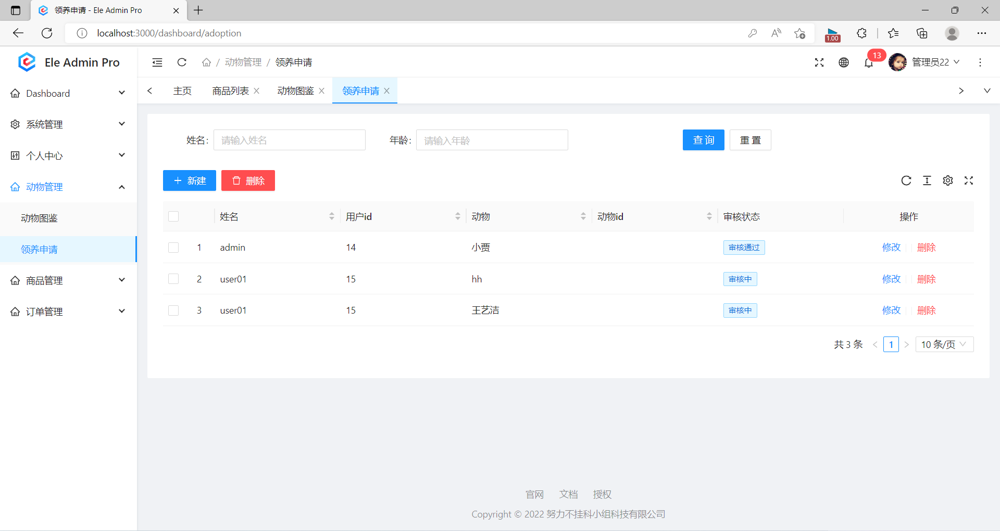 领养申请 - Ele Admin Pro
localhost:3000/dashboard/adoption
1.00
Ele Admin Pro
动物管理 / 领养申请
13
管理员22
主页 商品列表 动物图鉴 领养申请
Dashboard
系统管理
个人中心
动物管理
动物图鉴
领养申请
商品管理
订单管理
姓名: 请输入姓名 年龄: 请输入年龄 查 询 重 置
新建 删除
姓名 用户id 动物 动物id 审核状态 操作
1 admin 14 小贾 审核通过 修改 删除
2 user01 15 hh 审核中 修改 删除
3 user01 15 王艺洁 审核中 修改 删除
共 3 条 1 10 条/页
官网 文档 授权
Copyright © 2022 努力不挂科小组科技有限公司